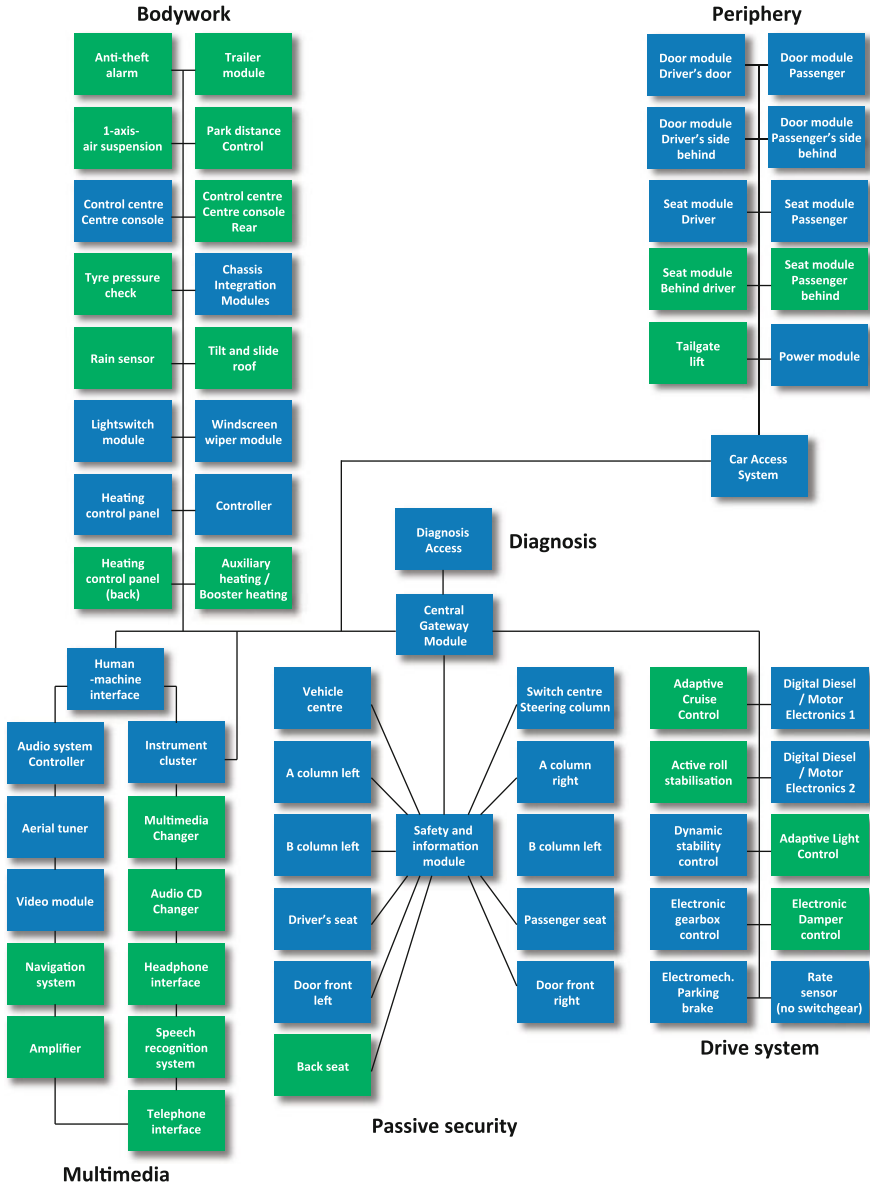 Bodywork
Anti-theft
alarm
Trailer
module
1-axis-
air suspension
Park distance
Control
Control centre
Centre console
Control centre
Centre console
Rear
Tyre pressure
check
Chassis
Integration
Modules
Rain sensor
Tilt and slide
roof
Lightswitch
module
Windscreen
wiper module
Heating
control panel
Controller
Heating
control panel
(back)
Auxiliary
heating /
Booster heating
Periphery
Door module
Driver's door
Door module
Passenger
Door module
Driver's side
behind
Door module
Passenger's side
behind
Seat module
Driver
Seat module
Passenger
Seat module
Behind driver
Seat module
Passenger
behind
Tailgate
lift
Power module
Car Access
System
Diagnosis
Access
Diagnosis
Central
Gateway
Module
Human
-machine
interface
Audio system
Controller
Instrument
cluster
Aerial tuner
Multimedia
Changer
Video module
Audio CD
Changer
Navigation
system
Headphone
interface
Amplifier
Speech
recognition
system
Telephone
interface
Multimedia
Vehicle
centre
Switch centre
Steering column
A column left
A column
right
B column left
Safety and
information
module
B column left
Driver's seat
Passenger seat
Door front
left
Door front
right
Back seat
Passive security
Adaptive
Cruise
Control
Digital Diesel
/ Motor
Electronics 1
Active roll
stabilisation
Digital Diesel
/ Motor
Electronics 2
Dynamic
stability
control
Adaptive Light
Control
Electronic
gearbox
control
Electronic
Damper
control
Electromech.
Parking
brake
Rate
sensor
(no switchgear)
Drive system